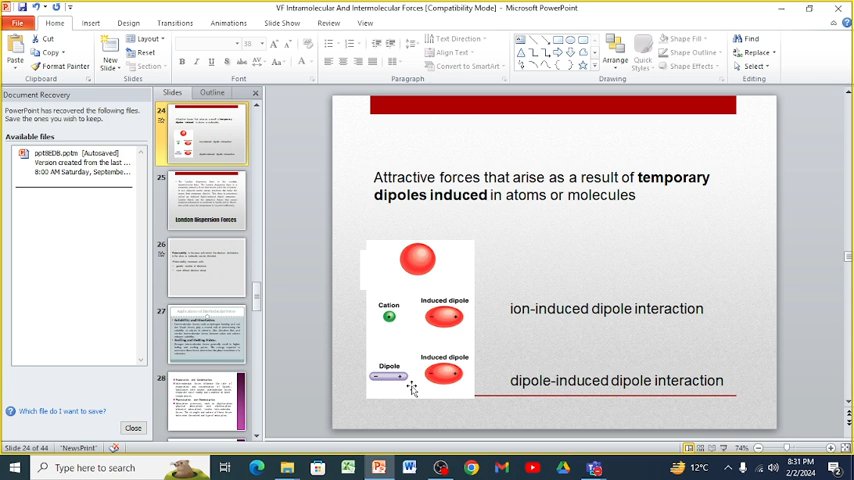 VF Intramolecular And Intermolecular Forces [Compatibility Mode] - Microsoft PowerPoint
File Home Insert Design Transitions Animations Slide Show Review View
Paste
Cut
Copy
Format Painter
Clipboard
New
Slide
Layout
Reset
Section
Slides
38
Font
Text Direction
Align Text
Convert to SmartArt
Paragraph
Arrange
Quick
Styles
Shape Fill
Shape Outline
Shape Effects
Drawing
Find
Replace
Select
Editing
Document Recovery
PowerPoint has recovered the following files.
Save the ones you wish to keep.
Available files
ppt8EDB.pptm [Autosaved]
Version created from the last ...
8:00 AM Saturday, Septembe...
Which file do I want to save?
Close
Slides Outline
24
25
London Dispersion Forces
26
27
28
Attractive forces that arise as a result of temporary
dipoles induced in atoms or molecules
Cation
Induced dipole
ion-induced dipole interaction
Dipole
Induced dipole
dipole-induced dipole interaction
Slide 24 of 44 "NewsPrint" 74%
Type here to search
12°C
8:31 PM
2/2/2024